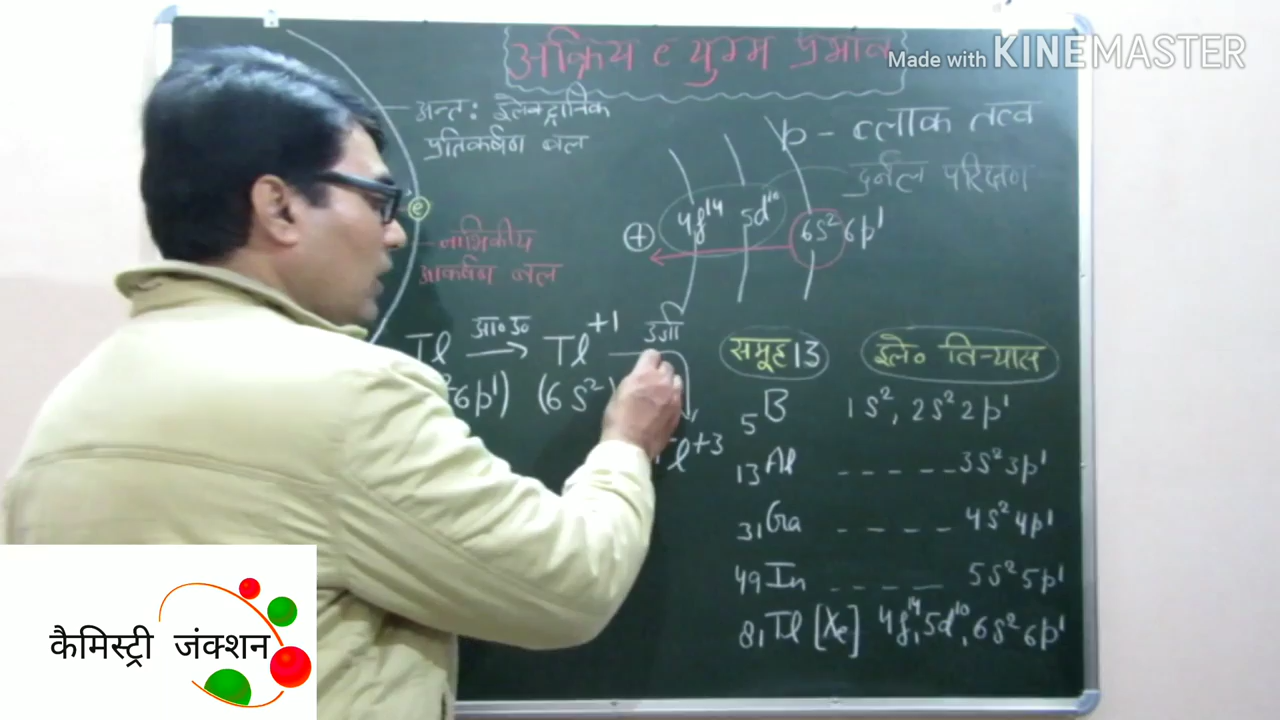 अक्रिय e युग्म प्रभाव
Made with KINEMASTER
अन्तः इलैक्ट्रानिक
प्रतिकर्षण बल
p - ब्लाक तत्व
दुर्बल परिक्षण
4f¹⁴ 5d¹⁰ 6s² 6p¹
⊕
e
नाभिकीय
आकर्षण बल
Tl आ०ऊ० → Tl⁺¹ ऊर्जा
6p¹) (6s²)
l⁺³
समूह 13 इले० विन्यास
₅B 1s², 2s² 2p¹
₁₃Al - - - - - - 3s² 3p¹
₃₁Ga - - - - - 4s² 4p¹
₄₉In - - - - - 5s² 5p¹
₈₁Tl [Xe] 4f¹⁴, 5d¹⁰, 6s² 6p¹
कैमिस्ट्री जंक्शन